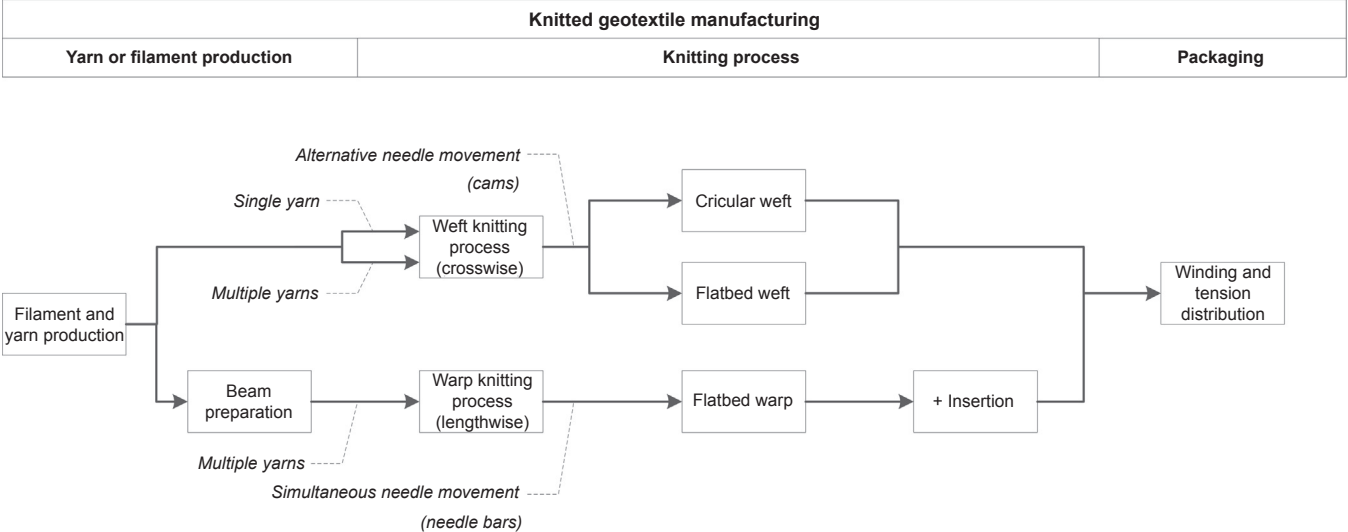 Knitted geotextile manufacturing
Yarn or filament production
Knitting process
Packaging
Alternative needle movement
(cams)
Single yarn
Multiple yarns
Filament and
yarn production
Beam
preparation
Weft knitting
process
(crosswise)
Cricular weft
Flatbed weft
Winding and
tension
distribution
Warp knitting
process
(lengthwise)
Flatbed warp
+ Insertion
Multiple yarns
Simultaneous needle movement
(needle bars)